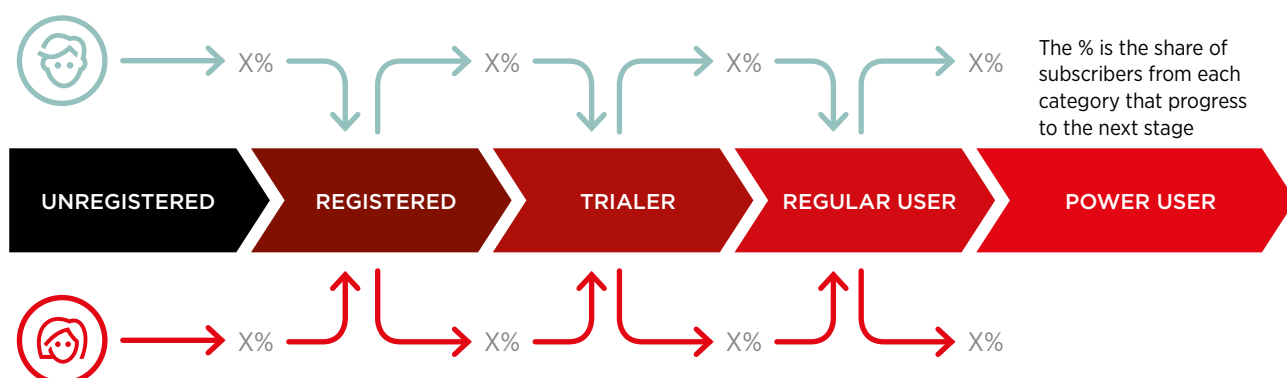 X% X% X% X%
The % is the share of
subscribers from each
category that progress
to the next stage
UNREGISTERED REGISTERED TRIALER REGULAR USER POWER USER
X% X% X% X%